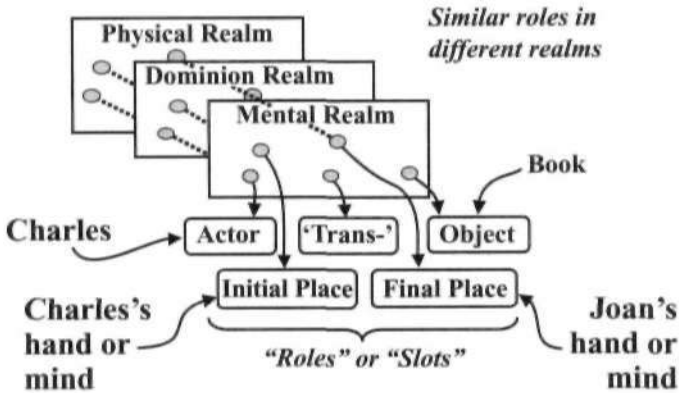 Physical Realm
Similar roles in
different realms
Dominion Realm
Mental Realm
Book
Charles
Actor
‘Trans-’
Object
Initial Place
Final Place
Charles’s
hand or
mind
“Roles” or “Slots”
Joan’s
hand or
mind